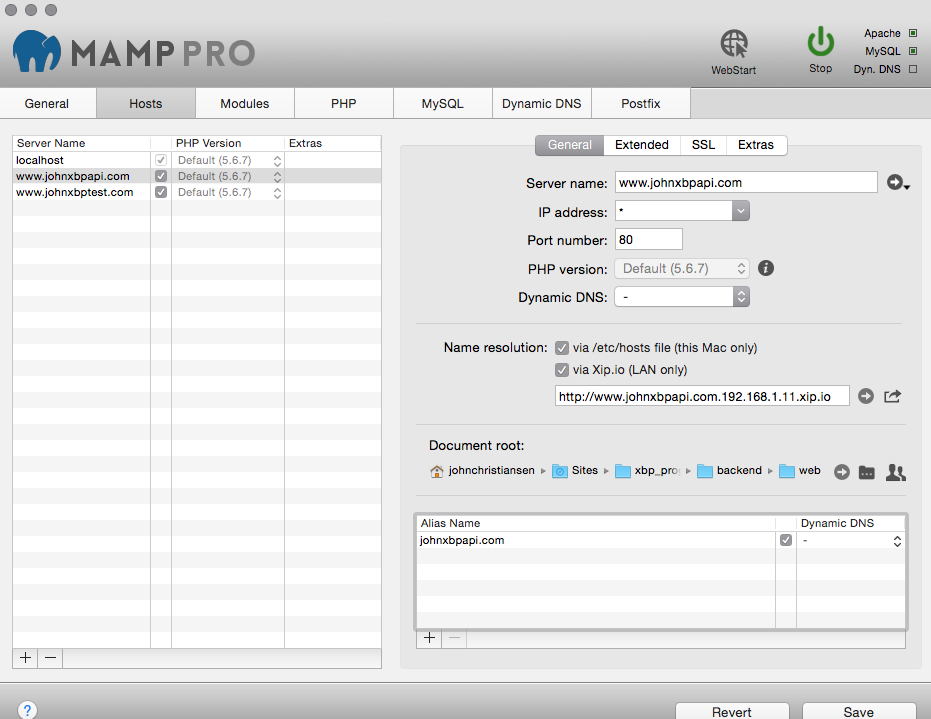 MAMP PRO
WebStart
Stop
Apache
MySQL
Dyn. DNS
General Hosts Modules PHP MySQL Dynamic DNS Postfix
Server Name PHP Version Extras
localhost Default (5.6.7)
www.johnxbpapi.com Default (5.6.7)
www.johnxbptest.com Default (5.6.7)
+ −
General Extended SSL Extras
Server name: www.johnxbpapi.com
IP address: *
Port number: 80
PHP version: Default (5.6.7)
Dynamic DNS: -
Name resolution: via /etc/hosts file (this Mac only)
via Xip.io (LAN only)
http://www.johnxbpapi.com.192.168.1.11.xip.io
Document root:
johnchristiansen Sites xbp_pro backend web
Alias Name Dynamic DNS
johnxbpapi.com -
+ −
?
Revert Save